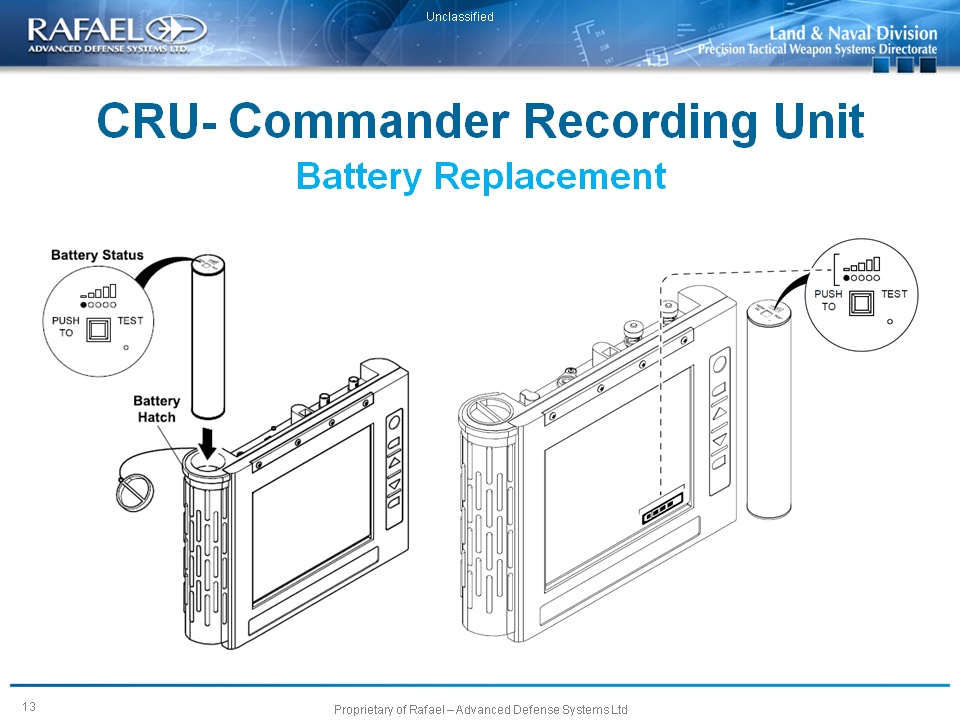 Unclassified
RAFAEL
ADVANCED DEFENSE SYSTEMS LTD.
Land & Naval Division
Precision Tactical Weapon Systems Directorate
CRU- Commander Recording Unit
Battery Replacement
Battery Status
PUSH TO TEST
Battery
Hatch
PUSH TO TEST
13
Proprietary of Rafael – Advanced Defense Systems Ltd